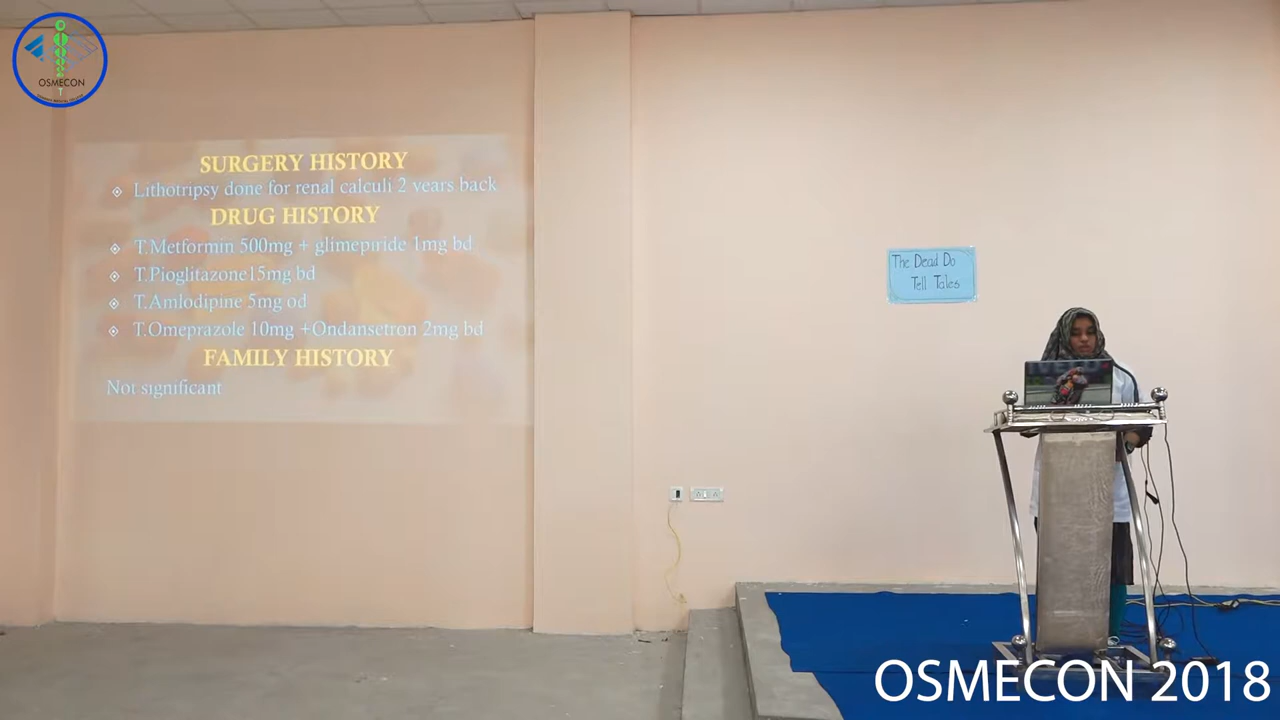 OSMECON
SURGERY HISTORY
Lithotripsy done for renal calculi 2 years back
DRUG HISTORY
T.Metformin 500mg + glimepiride 1mg bd
T.Pioglitazone15mg bd
T.Amlodipine 5mg od
T.Omeprazole 10mg +Ondansetron 2mg bd
FAMILY HISTORY
Not significant
The Dead Do
Tell Tales
OSMECON 2018